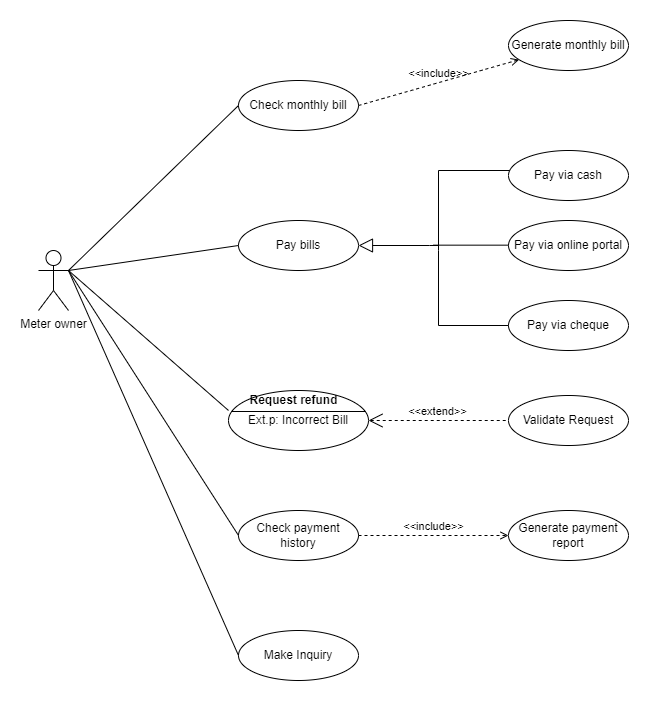 Generate monthly bill
<<include>>
Check monthly bill
Pay via cash
Pay bills
Pay via online portal
Meter owner
Pay via cheque
Request refund
Ext.p: Incorrect Bill
<<extend>>
Validate Request
Check payment
history
<<include>>
Generate payment
report
Make Inquiry